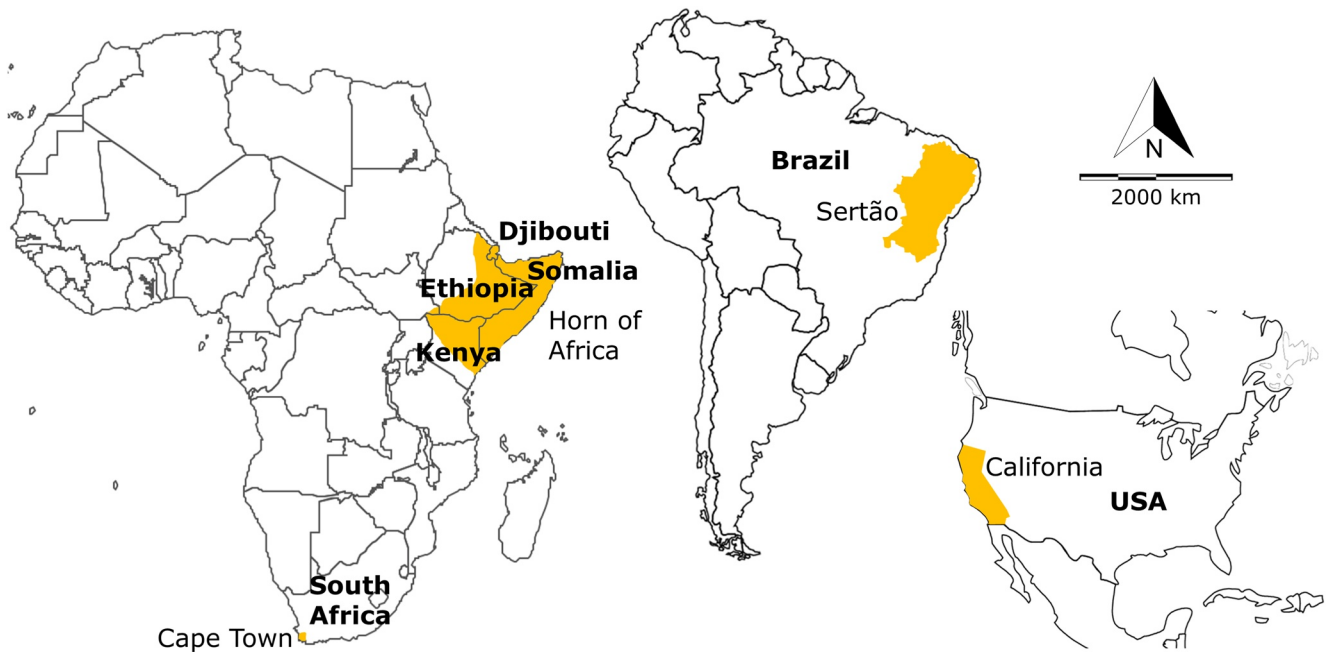 Djibouti
Somalia
Ethiopia
Horn of
Africa
Kenya
South
Africa
Cape Town
Brazil
Sertão
N
2000 km
California
USA